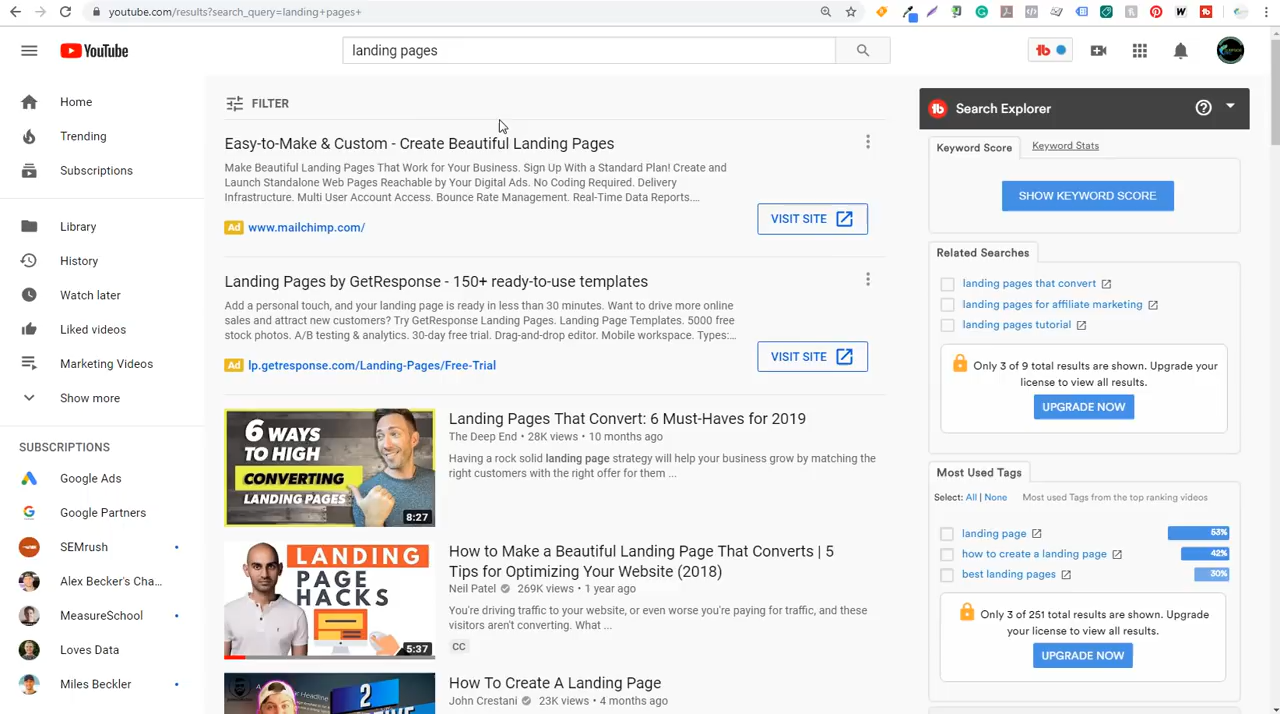 youtube.com/results?search_query=landing+pages+
YouTube
landing pages
Home
Trending
Subscriptions
Library
History
Watch later
Liked videos
Marketing Videos
Show more
SUBSCRIPTIONS
Google Ads
Google Partners
SEMrush
Alex Becker's Cha...
MeasureSchool
Loves Data
Miles Beckler
FILTER
Easy-to-Make & Custom - Create Beautiful Landing Pages
Make Beautiful Landing Pages That Work for Your Business. Sign Up With a Standard Plan! Create and
Launch Standalone Web Pages Reachable by Your Digital Ads. No Coding Required. Delivery
Infrastructure. Multi User Account Access. Bounce Rate Management. Real-Time Data Reports....
Ad www.mailchimp.com/
VISIT SITE
Landing Pages by GetResponse - 150+ ready-to-use templates
Add a personal touch, and your landing page is ready in less than 30 minutes. Want to drive more online
sales and attract new customers? Try GetResponse Landing Pages. Landing Page Templates. 5000 free
stock photos. A/B testing & analytics. 30-day free trial. Drag-and-drop editor. Mobile workspace. Types:...
Ad lp.getresponse.com/Landing-Pages/Free-Trial
VISIT SITE
6 WAYS
TO HIGH
CONVERTING
LANDING PAGES
8:27
Landing Pages That Convert: 6 Must-Haves for 2019
The Deep End • 28K views • 10 months ago
Having a rock solid landing page strategy will help your business grow by matching the
right customers with the right offer for them ...
LANDING
PAGE
HACKS
5:37
How to Make a Beautiful Landing Page That Converts | 5
Tips for Optimizing Your Website (2018)
Neil Patel • 269K views • 1 year ago
You're driving traffic to your website, or even worse you're paying for traffic, and these
visitors aren't converting. What ...
CC
2
How To Create A Landing Page
John Crestani • 23K views • 4 months ago
tb Search Explorer
Keyword Score
Keyword Stats
SHOW KEYWORD SCORE
Related Searches
landing pages that convert
landing pages for affiliate marketing
landing pages tutorial
Only 3 of 9 total results are shown. Upgrade your
license to view all results.
UPGRADE NOW
Most Used Tags
Select: All | None Most used Tags from the top ranking videos
landing page 53%
how to create a landing page 42%
best landing pages 30%
Only 3 of 251 total results are shown. Upgrade
your license to view all results.
UPGRADE NOW